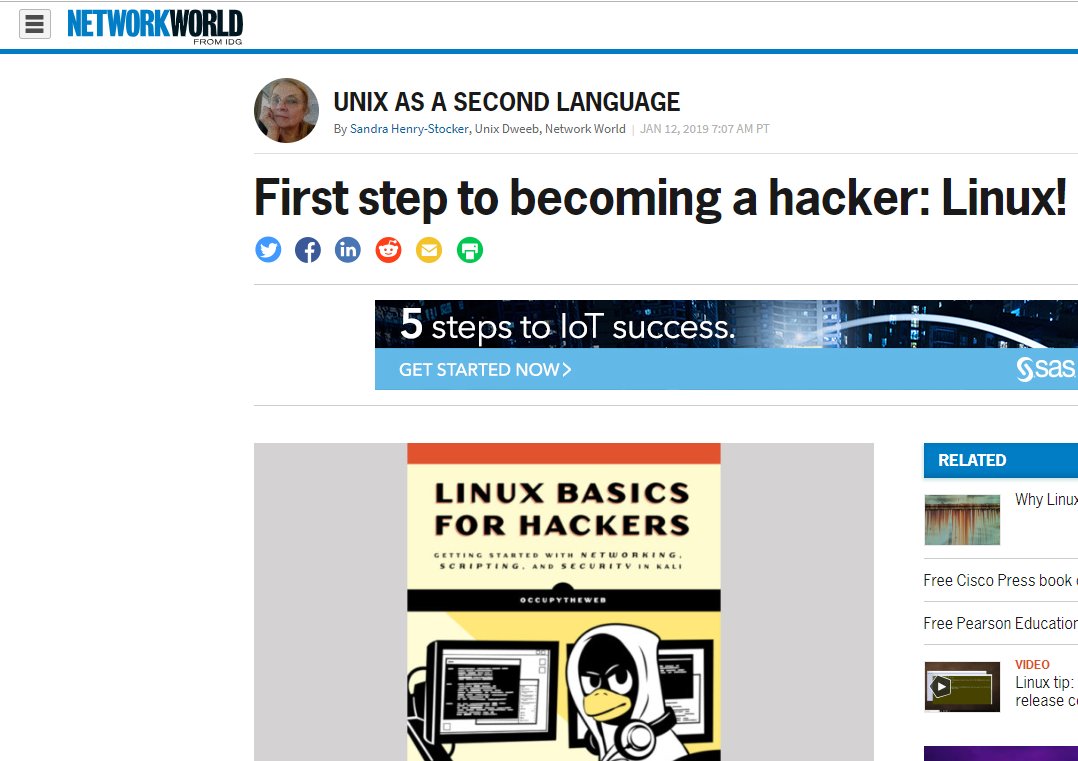 NETWORKWORLD
FROM IDG
UNIX AS A SECOND LANGUAGE
By Sandra Henry-Stocker, Unix Dweeb, Network World | JAN 12, 2019 7:07 AM PT
First step to becoming a hacker: Linux!
in
5 steps to IoT success.
GET STARTED NOW >
sas
LINUX BASICS
FOR HACKERS
GETTING STARTED WITH NETWORKING,
SCRIPTING, AND SECURITY IN KALI
OCCUPYTHEWEB
RELATED
Why Linux
Free Cisco Press book
Free Pearson Education
VIDEO
Linux tip:
release